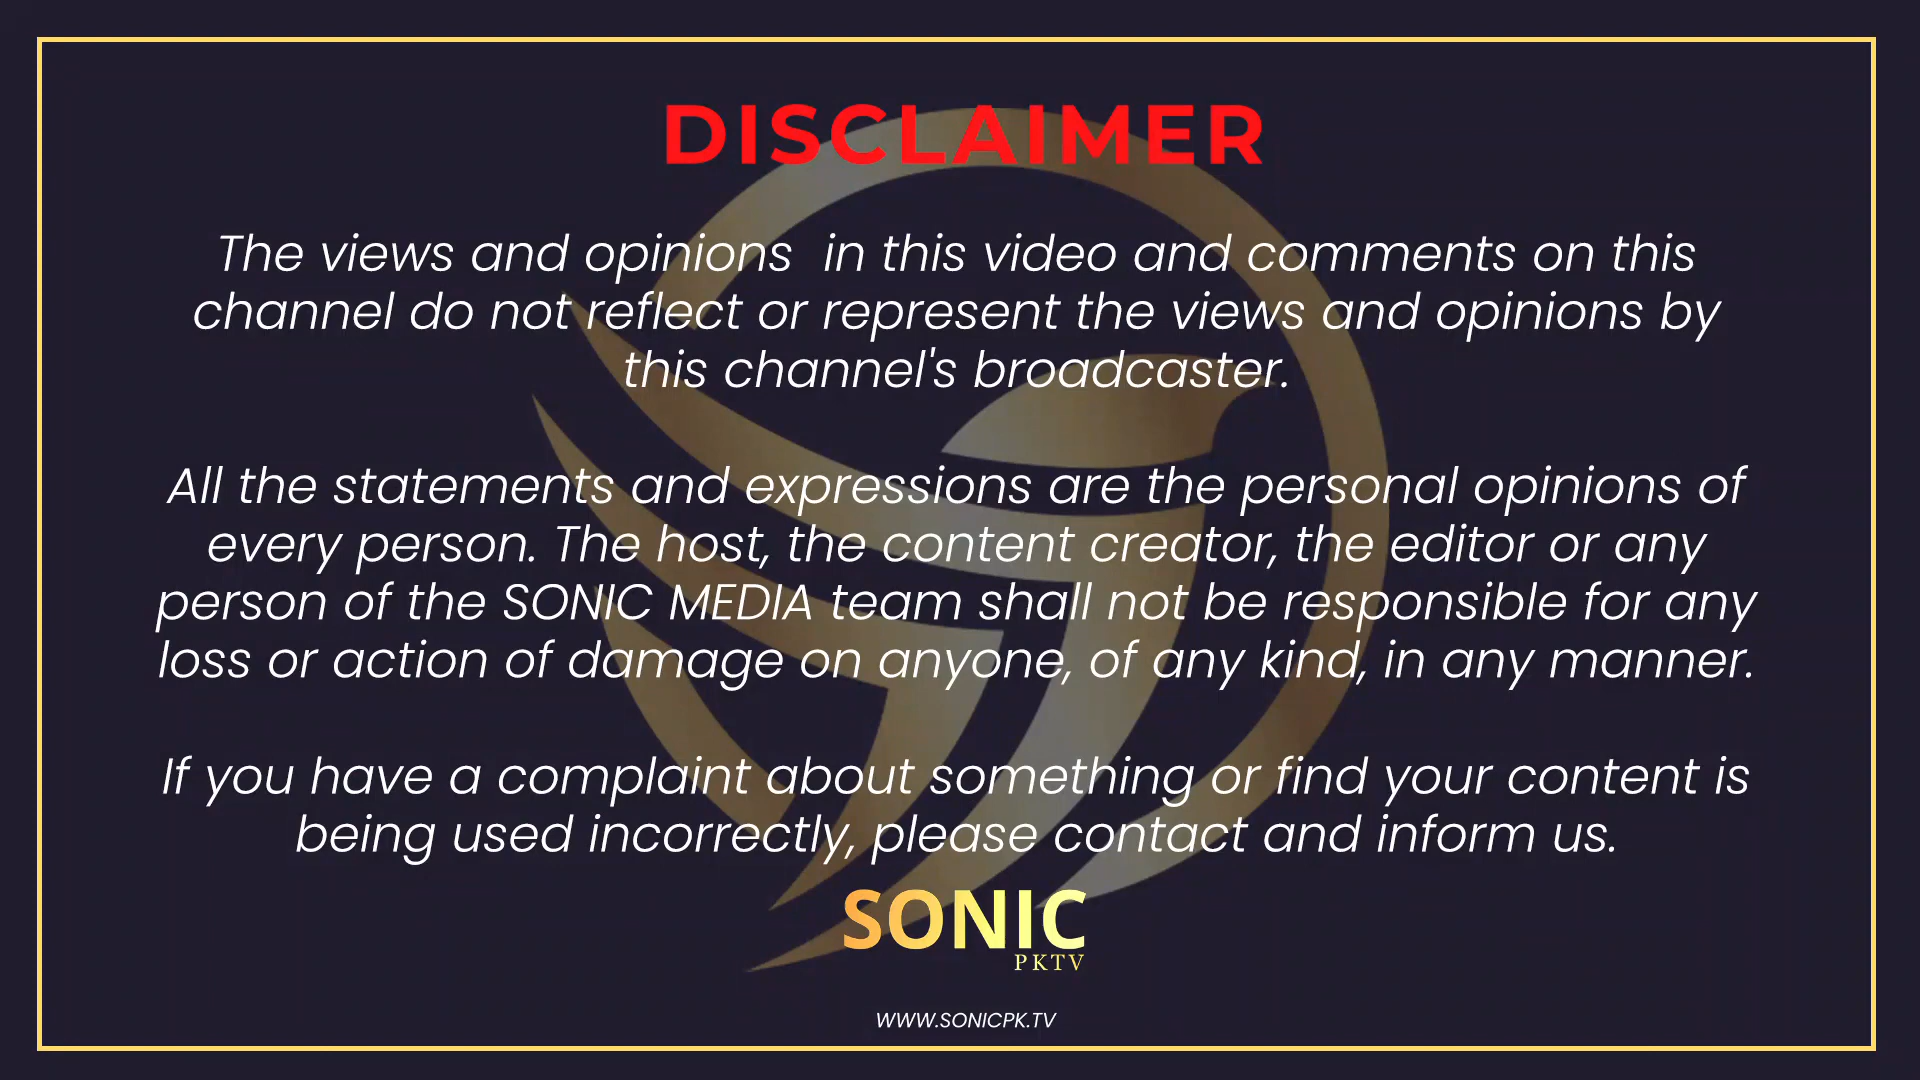 DISCLAIMER
The views and opinions  in this video and comments on this
channel do not reflect or represent the views and opinions by
this channel's broadcaster.
All the statements and expressions are the personal opinions of
every person. The host, the content creator, the editor or any
person of the SONIC MEDIA team shall not be responsible for any
loss or action of damage on anyone, of any kind, in any manner.
If you have a complaint about something or find your content is
being used incorrectly, please contact and inform us.
SONIC
PKTV
WWW.SONICPK.TV